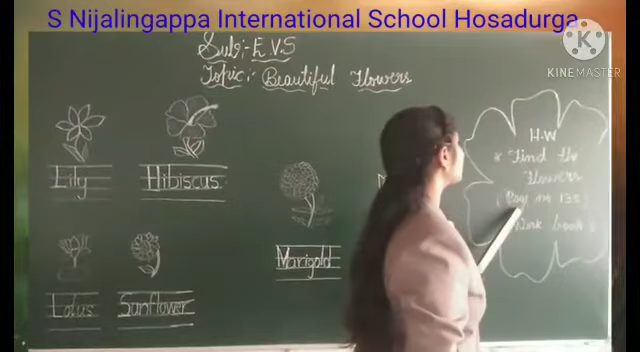 S Nijalingappa International School Hosadurga
KINEMASTER
Sub:- E.V.S
Topic:- Beautiful Flowers
Lily
Hibiscus
Marigold
Lotus
Sunflower
H.W
* Find the
Flowers
135
Work book